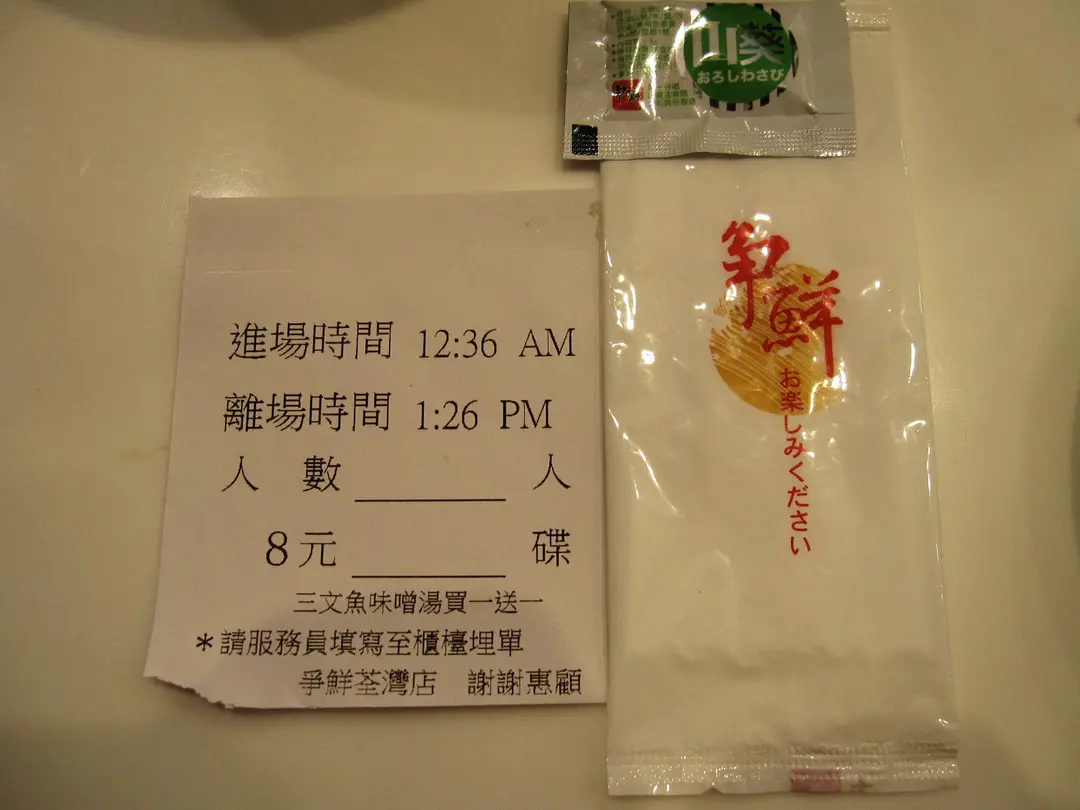 山葵
おろしわさび
爭鮮
お楽しみください
進場時間 12:36 AM
離場時間 1:26 PM
人 數 ________ 人
8元 ________ 碟
三文魚味噌湯買一送一
*請服務員填寫至櫃檯埋單
爭鮮荃灣店 謝謝惠顧